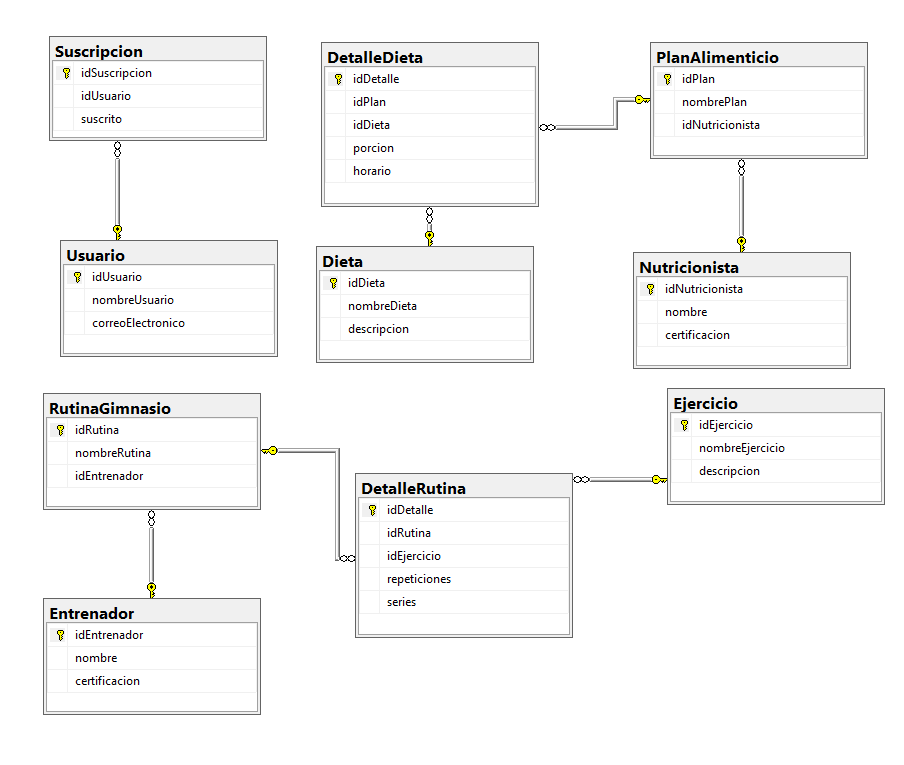 Suscripcion
idSuscripcion
idUsuario
suscrito
DetalleDieta
idDetalle
idPlan
idDieta
porcion
horario
PlanAlimenticio
idPlan
nombrePlan
idNutricionista
Usuario
idUsuario
nombreUsuario
correoElectronico
Dieta
idDieta
nombreDieta
descripcion
Nutricionista
idNutricionista
nombre
certificacion
RutinaGimnasio
idRutina
nombreRutina
idEntrenador
DetalleRutina
idDetalle
idRutina
idEjercicio
repeticiones
series
Ejercicio
idEjercicio
nombreEjercicio
descripcion
Entrenador
idEntrenador
nombre
certificacion